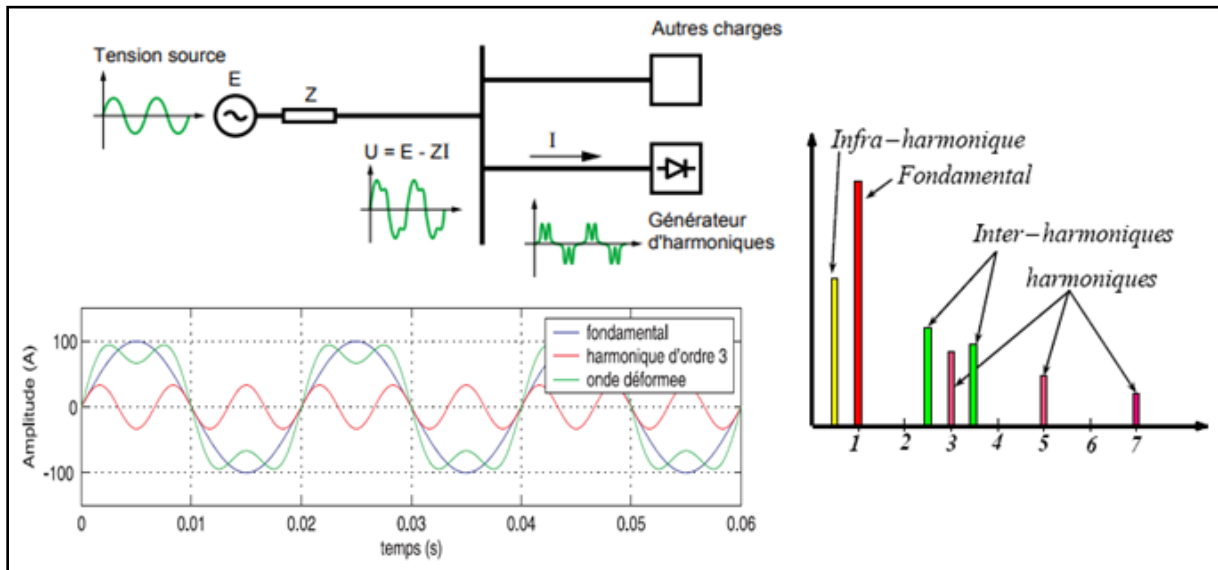 Autres charges
Tension source
E
Z
U = E - ZI
I
Générateur
d'harmoniques
Infra-harmonique
Fondamental
Inter-harmoniques
harmoniques
1 2 3 4 5 6 7
fondamental
harmonique d'ordre 3
onde déformee
Amplitude (A)
100
0
-100
0 0.01 0.02 0.03 0.04 0.05 0.06
temps (s)